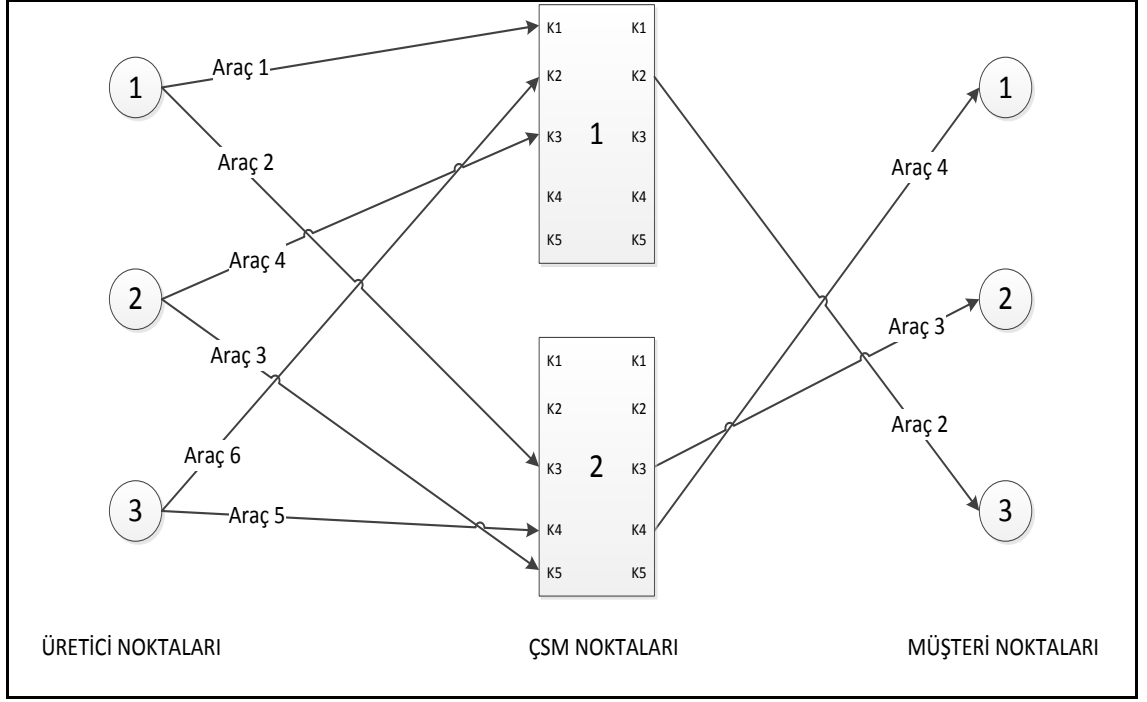 K1 K1
1 Araç 1 K2 K2 1
K3 1 K3
Araç 2 Araç 4
K4 K4
K5 K5
Araç 4
2 2
Araç 3 Araç 3
K1 K1
K2 K2
Araç 2
Araç 6 K3 2 K3
3 Araç 5 K4 K4 3
K5 K5
ÜRETİCİ NOKTALARI ÇSM NOKTALARI MÜŞTERİ NOKTALARI